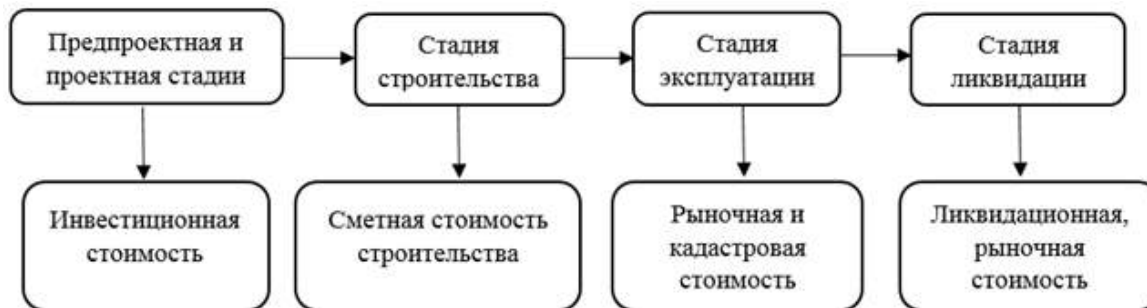 Предпроектная и
проектная стадии
Стадия
строительства
Стадия
эксплуатации
Стадия
ликвидации
Инвестиционная
стоимость
Сметная стоимость
строительства
Рыночная и
кадастровая
стоимость
Ликвидационная,
рыночная
стоимость